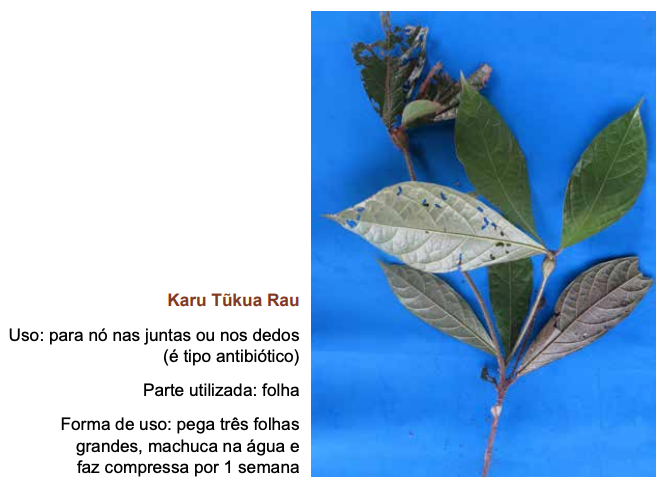 Karu Tũkua Rau
Uso: para nó nas juntas ou nos dedos
(é tipo antibiótico)
Parte utilizada: folha
Forma de uso: pega três folhas
grandes, machuca na água e
faz compressa por 1 semana